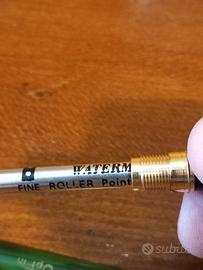 WATERM
FINE ROLLER Point
subito